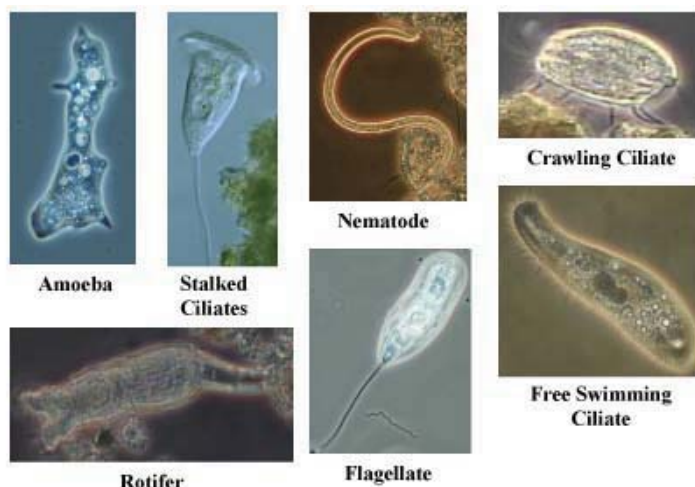 Amoeba
Stalked
Ciliates
Nematode
Crawling Ciliate
Rotifer
Flagellate
Free Swimming
Ciliate